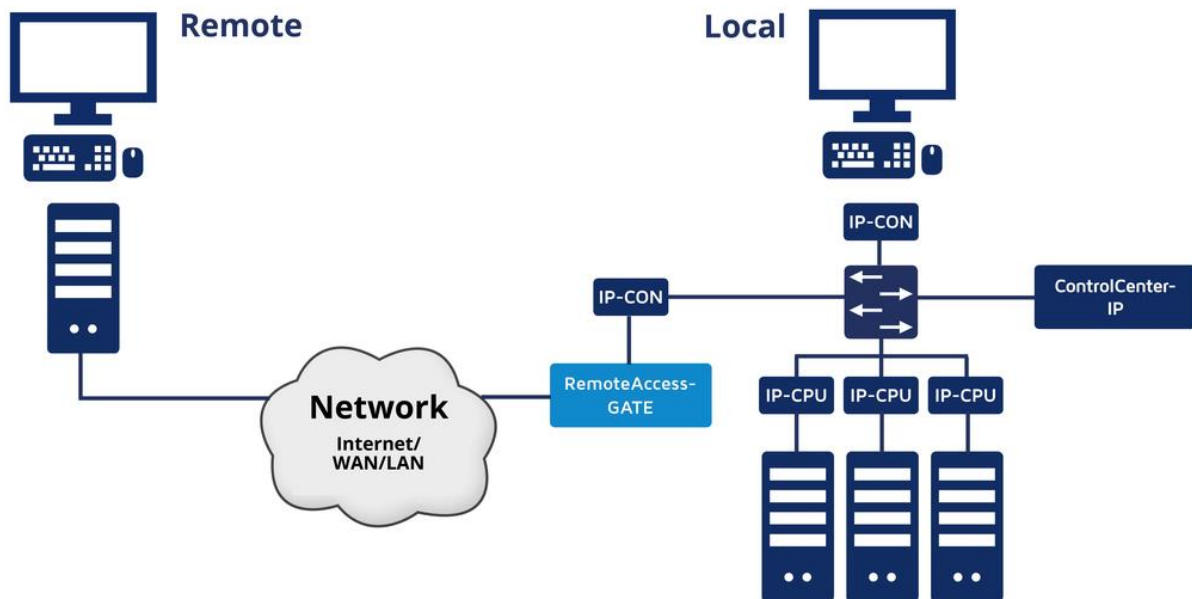 Remote
Local
IP-CON
IP-CON
ControlCenter-
IP
RemoteAccess-
GATE
IP-CPU
IP-CPU
IP-CPU
Network
Internet/
WAN/LAN